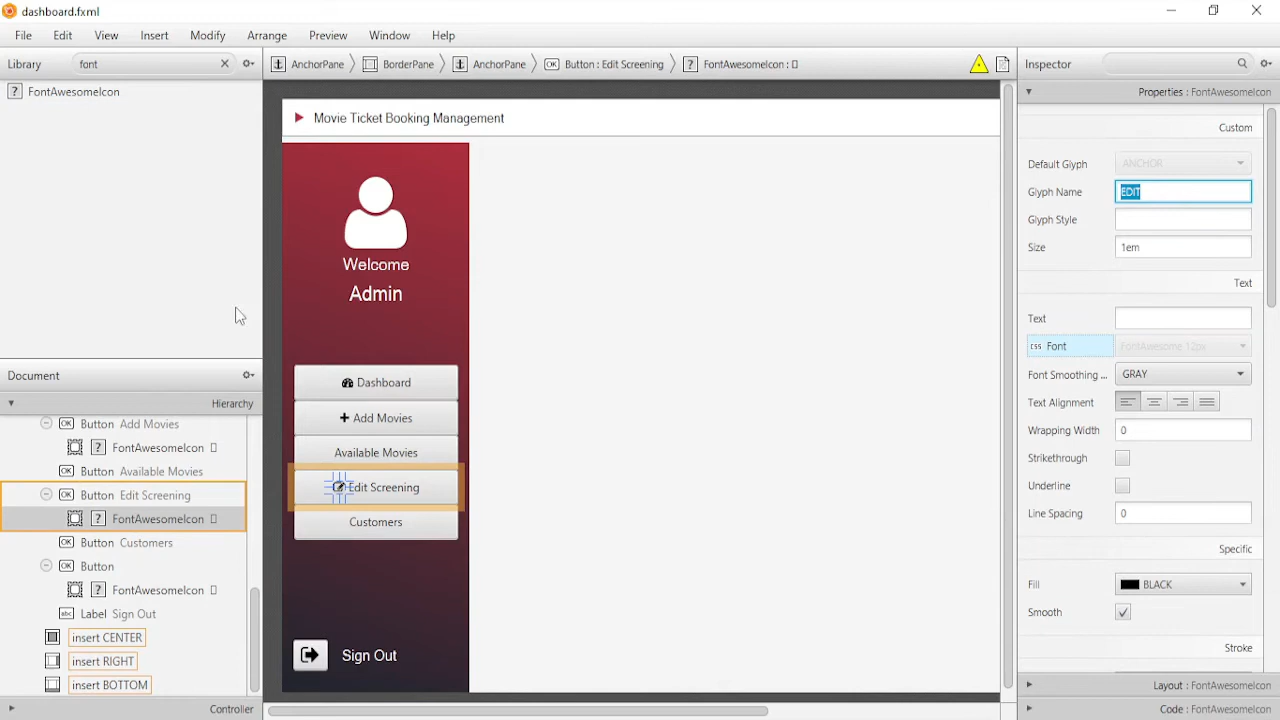 dashboard.fxml
File Edit View Insert Modify Arrange Preview Window Help
Library font
FontAwesomeIcon
Document
Hierarchy
Button Add Movies
FontAwesomeIcon
Button Available Movies
Button Edit Screening
FontAwesomeIcon
Button Customers
Button
FontAwesomeIcon
Label Sign Out
insert CENTER
insert RIGHT
insert BOTTOM
Controller
AnchorPane BorderPane AnchorPane Button : Edit Screening FontAwesomeIcon :
Movie Ticket Booking Management
Welcome
Admin
Dashboard
Add Movies
Available Movies
Edit Screening
Customers
Sign Out
Inspector
Properties : FontAwesomeIcon
Custom
Default Glyph ANCHOR
Glyph Name EDIT
Glyph Style
Size 1em
Text
Text
css Font FontAwesome 12px
Font Smoothing ... GRAY
Text Alignment
Wrapping Width 0
Strikethrough
Underline
Line Spacing 0
Specific
Fill BLACK
Smooth
Stroke
Layout : FontAwesomeIcon
Code : FontAwesomeIcon